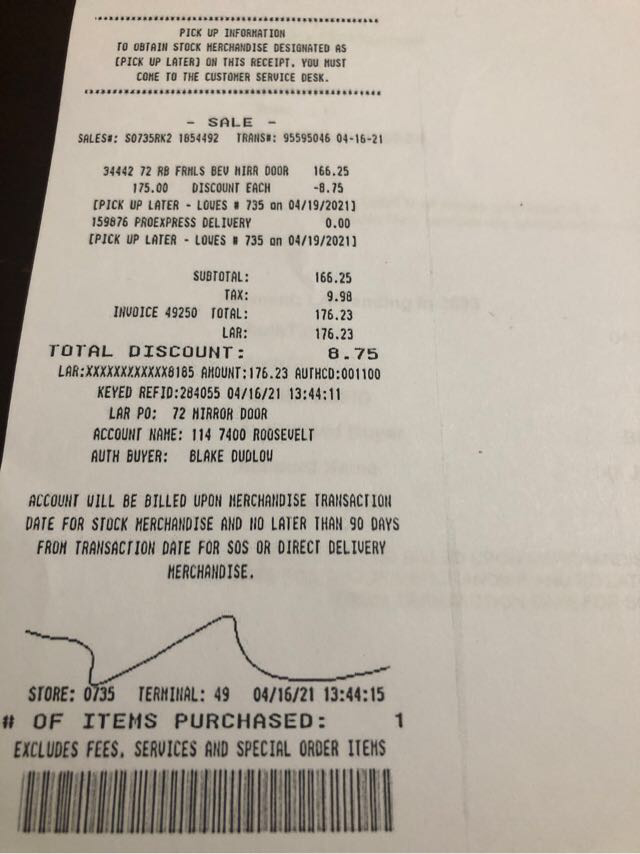 ************************************************
PICK UP INFORMATION
TO OBTAIN STOCK MERCHANDISE DESIGNATED AS
[PICK UP LATER] ON THIS RECEIPT, YOU MUST
COME TO THE CUSTOMER SERVICE DESK.
************************************************
- SALE -
SALES#: S0735RK2 1854492 TRANS#: 95595046 04-16-21
34442 72 RB FRMLS BEV MIRR DOOR 166.25
175.00 DISCOUNT EACH -8.75
[PICK UP LATER - LOWES # 735 on 04/19/2021]
159876 PROEXPRESS DELIVERY 0.00
[PICK UP LATER - LOWES # 735 on 04/19/2021]
SUBTOTAL: 166.25
TAX: 9.98
INVOICE 49250 TOTAL: 176.23
LAR: 176.23
TOTAL DISCOUNT: 8.75
LAR:XXXXXXXXXXXX8185 AMOUNT:176.23 AUTHCD:001100
KEYED REFID:284055 04/16/21 13:44:11
LAR PO: 72 MIRROR DOOR
ACCOUNT NAME: 114 7400 ROOSEVELT
AUTH BUYER: BLAKE DUDLOW
ACCOUNT WILL BE BILLED UPON MERCHANDISE TRANSACTION
DATE FOR STOCK MERCHANDISE AND NO LATER THAN 90 DAYS
FROM TRANSACTION DATE FOR SOS OR DIRECT DELIVERY
MERCHANDISE.
STORE: 0735 TERMINAL: 49 04/16/21 13:44:15
# OF ITEMS PURCHASED: 1
EXCLUDES FEES, SERVICES AND SPECIAL ORDER ITEMS